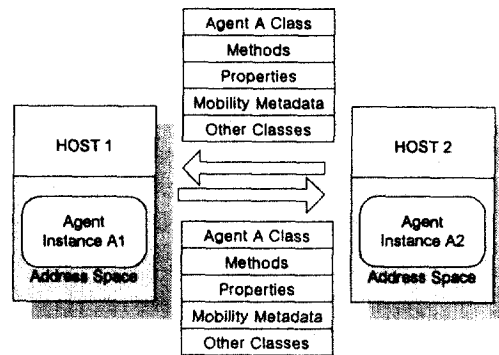 Agent A Class
Methods
Properties
Mobility Metadata
Other Classes
HOST 1
Agent
Instance A1
Address Space
HOST 2
Agent
Instance A2
Address Space
Agent A Class
Methods
Properties
Mobility Metadata
Other Classes